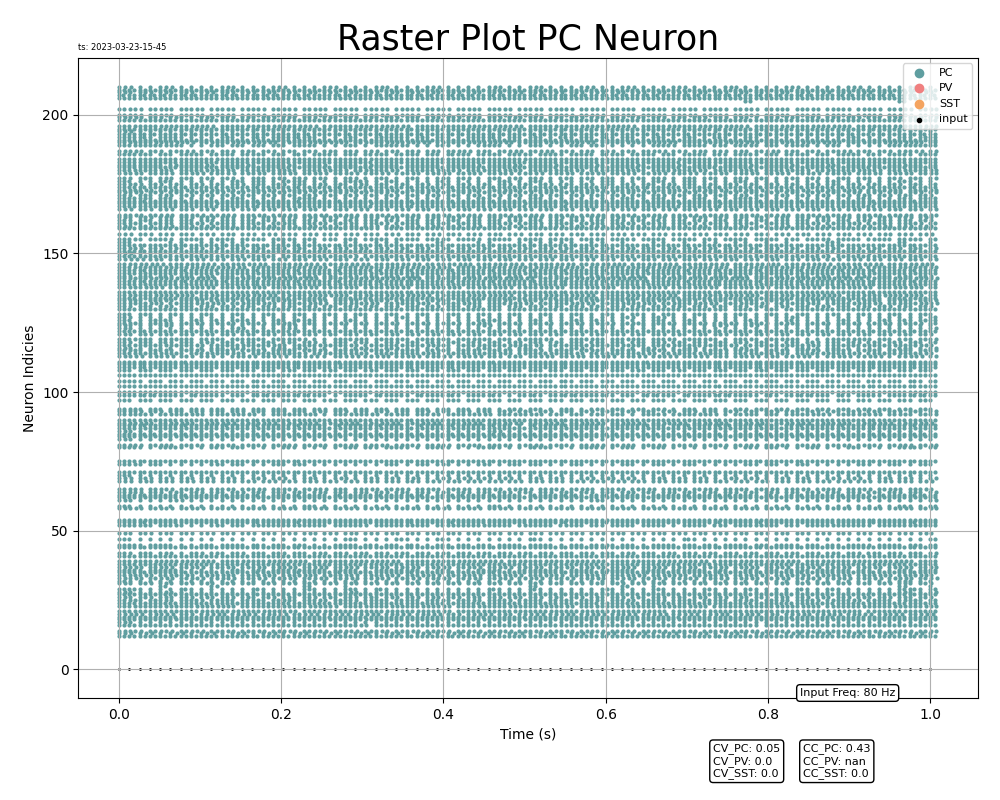 Raster Plot PC Neuron
ts: 2023-03-23-15-45
PC
PV
SST
input
200
150
100
50
0
Neuron Indicies
0.0 0.2 0.4 0.6 0.8 1.0
Time (s)
Input Freq: 80 Hz
CV_PC: 0.05
CV_PV: 0.0
CV_SST: 0.0
CC_PC: 0.43
CC_PV: nan
CC_SST: 0.0